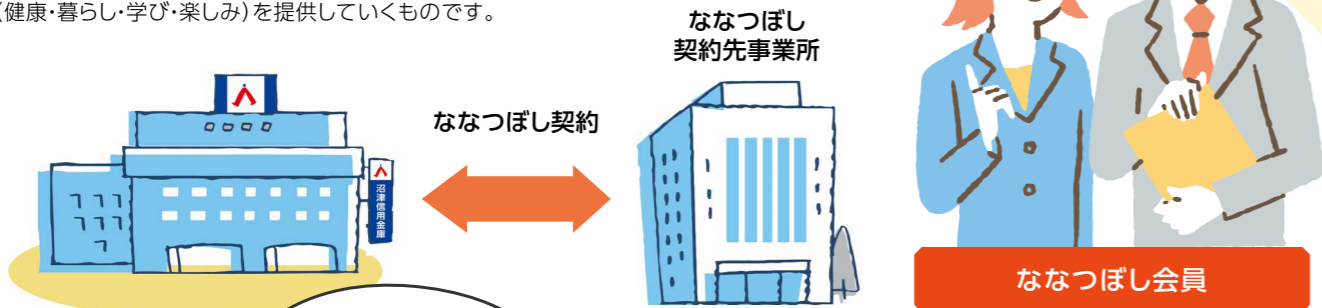 (健康・暮らし・学び・楽しみ)を提供していくものです。
ななつぼし
契約先事業所
ななつぼし契約
沼津信用金庫
ななつぼし会員